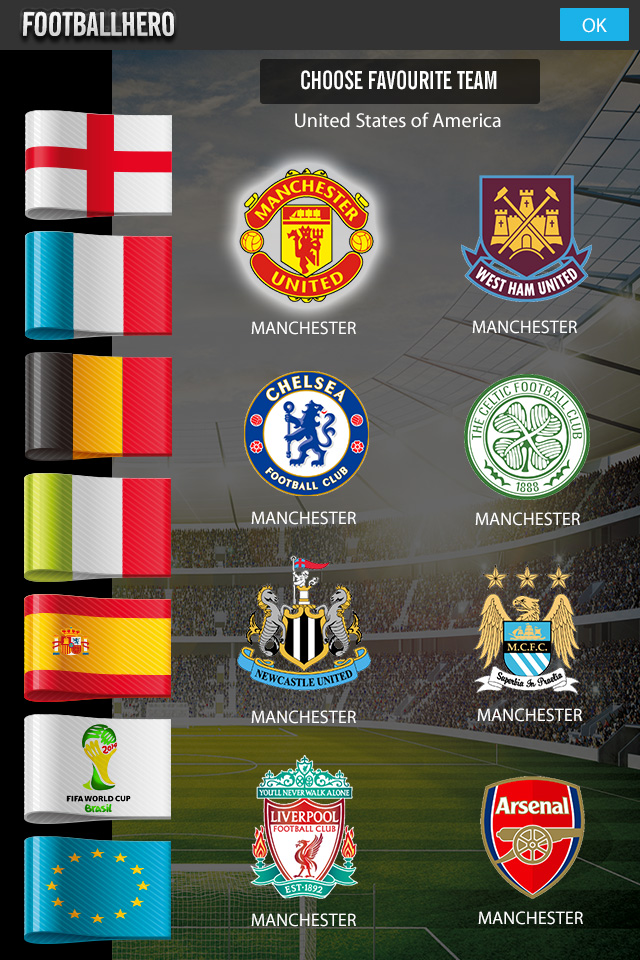 FOOTBALLHERO
OK
CHOOSE FAVOURITE TEAM
United States of America
MANCHESTER
UNITED
MANCHESTER
WEST HAM UNITED
MANCHESTER
CHELSEA
FOOTBALL CLUB
MANCHESTER
THE CELTIC FOOTBALL CLUB
1888
MANCHESTER
NEWCASTLE UNITED
MANCHESTER
M.C.F.C.
Superbia In Proelia
MANCHESTER
2014
FIFA WORLD CUP
Brasil
YOU'LL NEVER WALK ALONE
LIVERPOOL
FOOTBALL CLUB
EST·1892
MANCHESTER
Arsenal
MANCHESTER